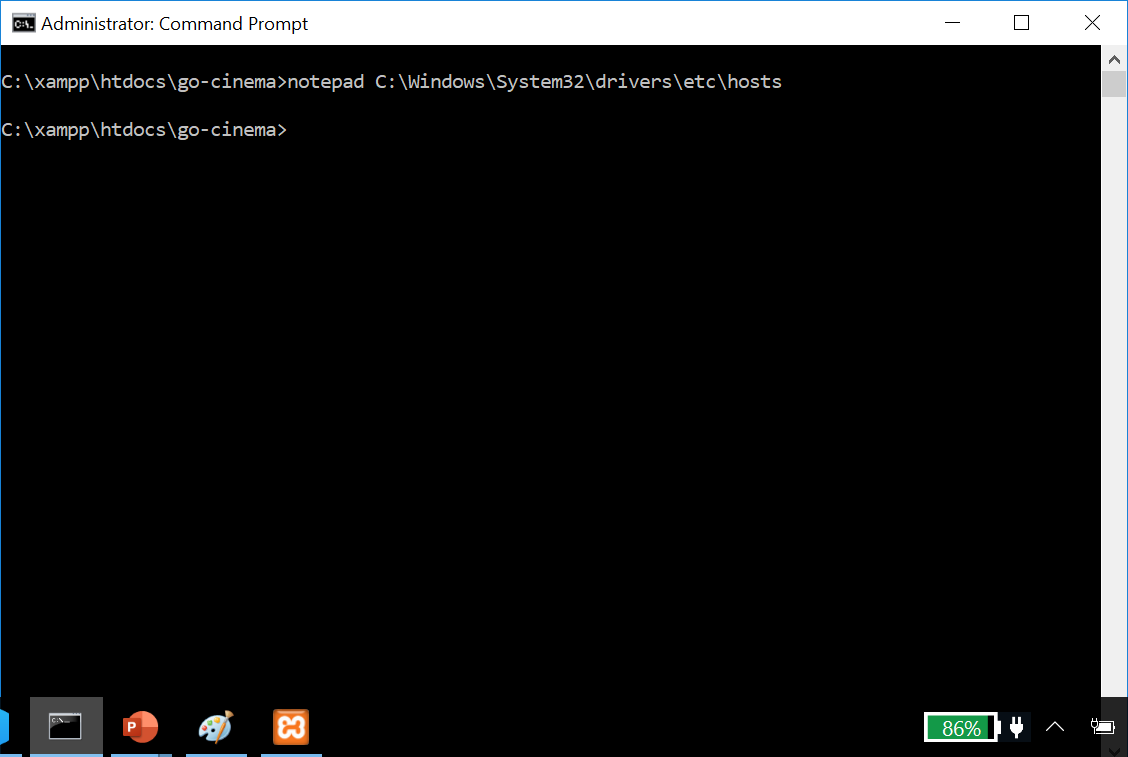 Administrator: Command Prompt
C:\xampp\htdocs\go-cinema>notepad C:\Windows\System32\drivers\etc\hosts
C:\xampp\htdocs\go-cinema>
86%